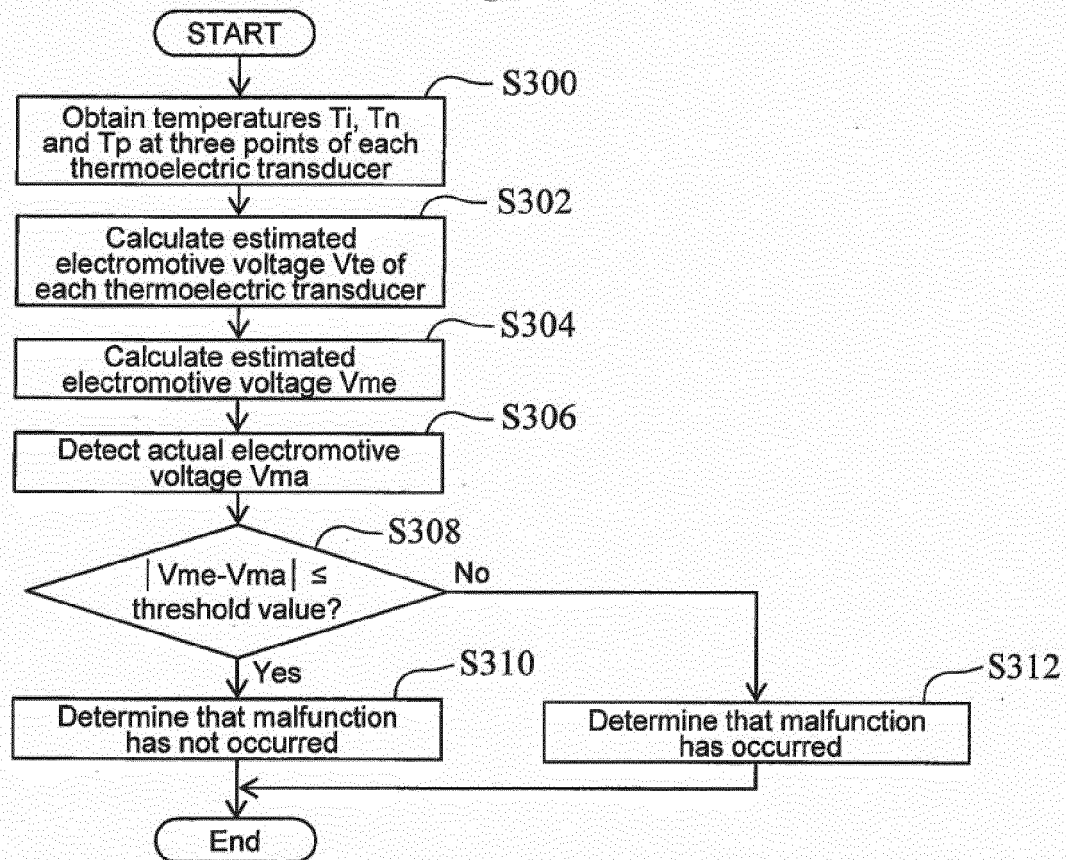 START
S300
Obtain temperatures Ti, Tn
and Tp at three points of each
thermoelectric transducer
S302
Calculate estimated
electromotive voltage Vte of
each thermoelectric transducer
S304
Calculate estimated
electromotive voltage Vme
S306
Detect actual electromotive
voltage Vma
S308
|Vme-Vma| ≤
threshold value?
No
Yes
S310
Determine that malfunction
has not occurred
S312
Determine that malfunction
has occurred
End